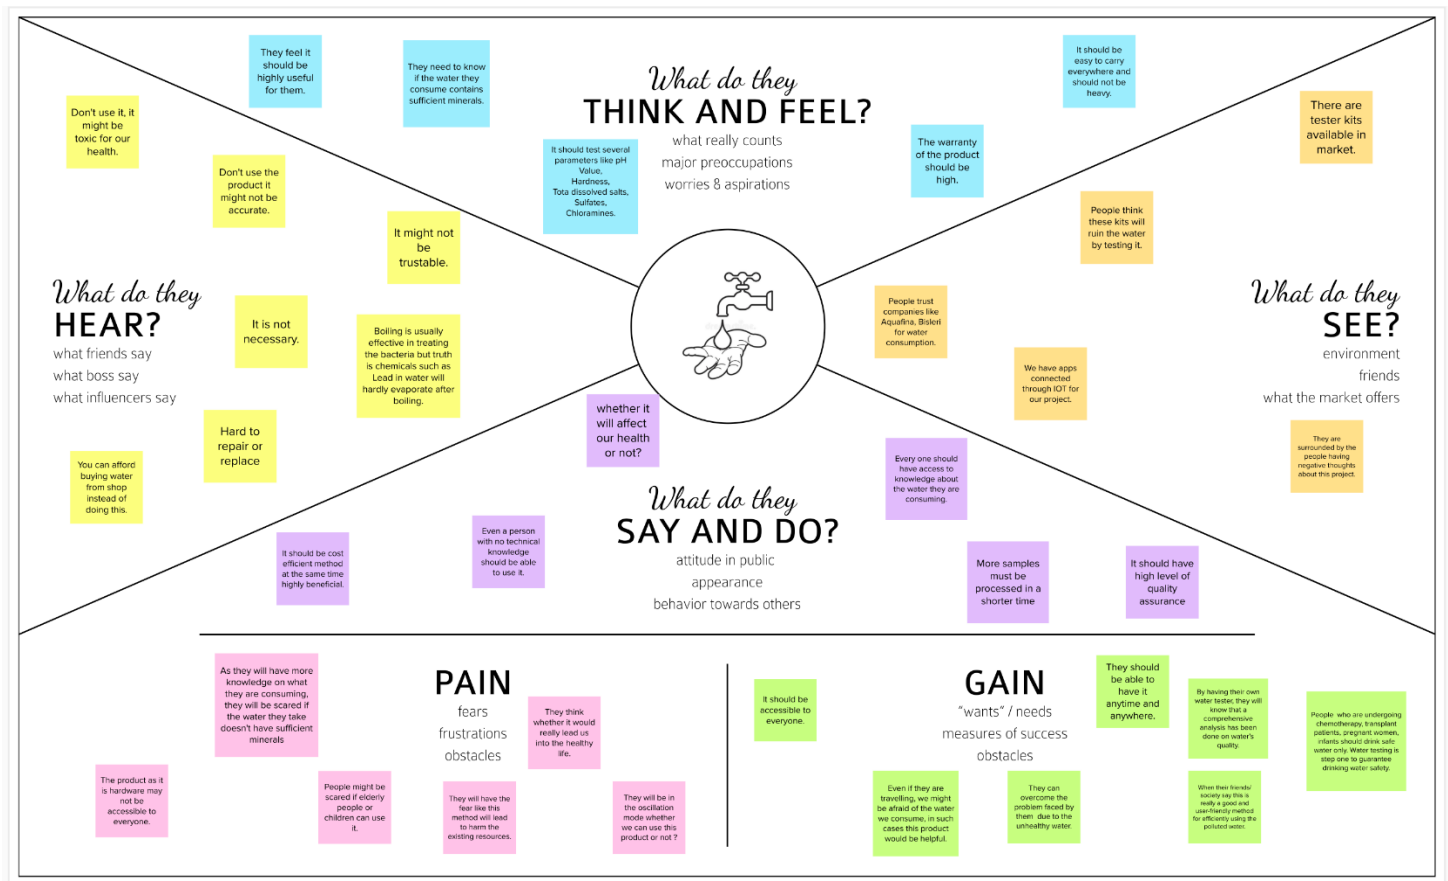 They feel it
should be
highly useful
for them.
They need to know
if the water they
consume contains
sufficient minerals.
It should test several
parameters like pH
Value,
Hardness,
Tota dissolved salts,
Sulfates,
Chloramines.
What do they
THINK AND FEEL?
what really counts
major preoccupations
worries & aspirations
The warranty
of the product
should be
high.
It should be
easy to carry
everywhere and
should not be
heavy.
Don't use it, it
might be
toxic for our
health.
Don't use the
product it
might not be
accurate.
It might not
be
trustable.
What do they
HEAR?
what friends say
what boss say
what influencers say
It is not
necessary.
Boiling is usually
effective in treating
the bacteria but truth
is chemicals such as
Lead in water will
hardly evaporate after
boiling.
Hard to
repair or
replace
You can afford
buying water
from shop
instead of
doing this.
There are
tester kits
available in
market.
People think
these kits will
ruin the water
by testing it.
People trust
companies like
Aquafina, Bisleri
for water
consumption.
What do they
SEE?
environment
friends
what the market offers
We have apps
connected
through IOT for
our project.
They are
surrounded by the
people having
negative thoughts
about this project.
whether it
will affect
our health
or not?
What do they
SAY AND DO?
attitude in public
appearance
behavior towards others
Every one should
have access to
knowledge about
the water they are
consuming.
It should be cost
efficient method
at the same time
highly beneficial.
Even a person
with no technical
knowledge
should be able
to use it.
More samples
must be
processed in a
shorter time
It should have
high level of
quality
assurance
PAIN
fears
frustrations
obstacles
As they will have more
knowledge on what
they are consuming,
they will be scared if
the water they take
doesn't have sufficient
minerals
They think
whether it would
really lead us
into the healthy
life.
The product as it
is hardware may
not be
accessible to
everyone.
People might be
scared if elderly
people or
children can use
it.
They will have the
fear like this
method will lead
to harm the
existing resources.
They will be in
the oscillation
mode whether
we can use this
product or not ?
GAIN
"wants" / needs
measures of success
obstacles
It should be
accessible to
everyone.
They should
be able to
have it
anytime and
anywhere.
By having their own
water tester, they will
know that a
comprehensive
analysis has been
done on water's
quality.
People who are undergoing
chemotherapy, transplant
patients, pregnant women,
infants should drink safe
water only. Water testing is
step one to guarantee
drinking water safety.
Even if they are
travelling, we might
be afraid of the water
we consume, in such
cases this product
would be helpful.
They can
overcome the
problem faced by
them due to the
unhealthy water.
When their friends/
society say this is
really a good and
user-friendly method
for efficiently using the
polluted water.